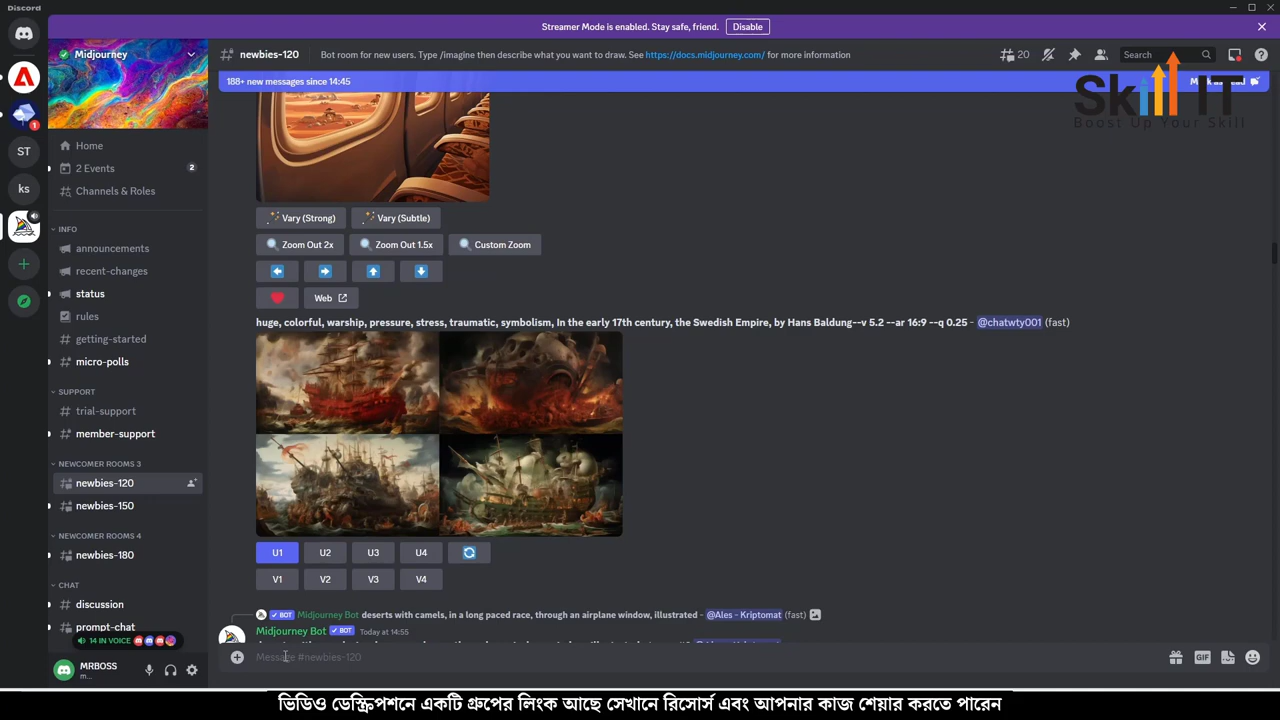 Discord
Streamer Mode is enabled. Stay safe, friend. Disable
Midjourney
newbies-120
Bot room for new users. Type /imagine then describe what you want to draw. See https://docs.midjourney.com/ for more information
20
Search
188+ new messages since 14:45
Skill IT
Boost Up Your Skill
1
ST
ks
Home
2 Events
2
Channels & Roles
INFO
announcements
recent-changes
status
rules
getting-started
micro-polls
SUPPORT
trial-support
member-support
NEWCOMER ROOMS 3
newbies-120
newbies-150
NEWCOMER ROOMS 4
newbies-180
CHAT
discussion
prompt-chat
14 IN VOICE
MRBOSS
m...
Vary (Strong)
Vary (Subtle)
Zoom Out 2x
Zoom Out 1.5x
Custom Zoom
Web
huge, colorful, warship, pressure, stress, traumatic, symbolism, In the early 17th century, the Swedish Empire, by Hans Baldung--v 5.2 --ar 16:9 --q 0.25 - @chatwty001 (fast)
U1
U2
U3
U4
V1
V2
V3
V4
BOT Midjourney Bot deserts with camels, in a long paced race, through an airplane window, illustrated - @Ales - Kriptomat (fast)
Midjourney Bot BOT Today at 14:55
Message #newbies-120
GIF
ভিডিও ডেস্ক্রিপশনে একটি গ্রুপের লিংক আছে সেখানে রিসোর্স এবং আপনার কাজ শেয়ার করতে পারেন